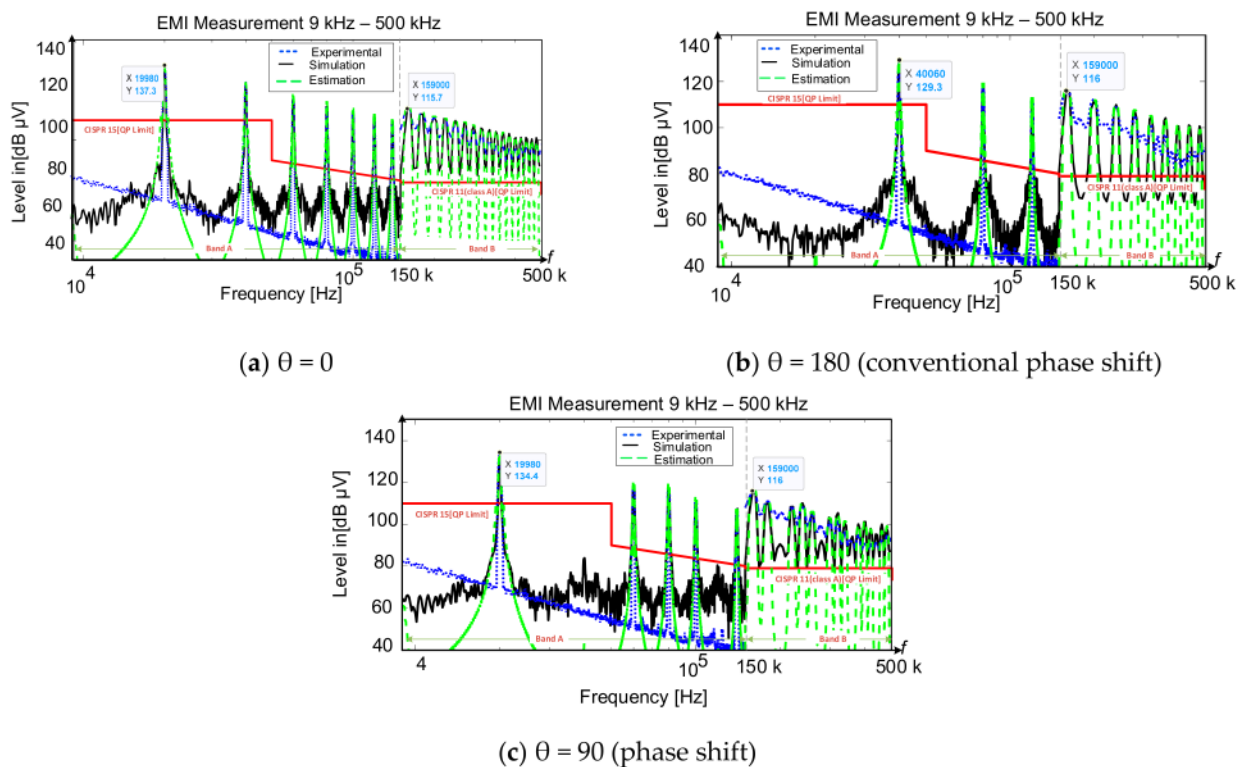 EMI Measurement 9 kHz – 500 kHz
Level in[dB µV]
140
120
100
80
60
40
Experimental
Simulation
Estimation
X 19980
Y 137.3
X 159000
Y 115.7
CISPR 15[QP Limit]
CISPR 11(class A)[QP Limit]
Band A
Band B
10 4
10 5
150 k
500 k
f
Frequency [Hz]
(a) θ = 0
EMI Measurement 9 kHz – 500 kHz
Level in[dB µV]
140
120
100
80
60
40
Experimental
Simulation
Estimation
X 40060
Y 129.3
X 159000
Y 116
CISPR 15[QP Limit]
CISPR 11(class A)[QP Limit]
Band A
Band B
10 4
10 5
150 k
500 k
f
Frequency [Hz]
(b) θ = 180 (conventional phase shift)
EMI Measurement 9 kHz – 500 kHz
Level in[dB µV]
140
120
100
80
60
40
Experimental
Simulation
Estimation
X 19980
Y 134.4
X 159000
Y 116
CISPR 15[QP Limit]
CISPR 11(class A)[QP Limit]
Band A
Band B
4
10 5
150 k
500 k
f
Frequency [Hz]
(c) θ = 90 (phase shift)